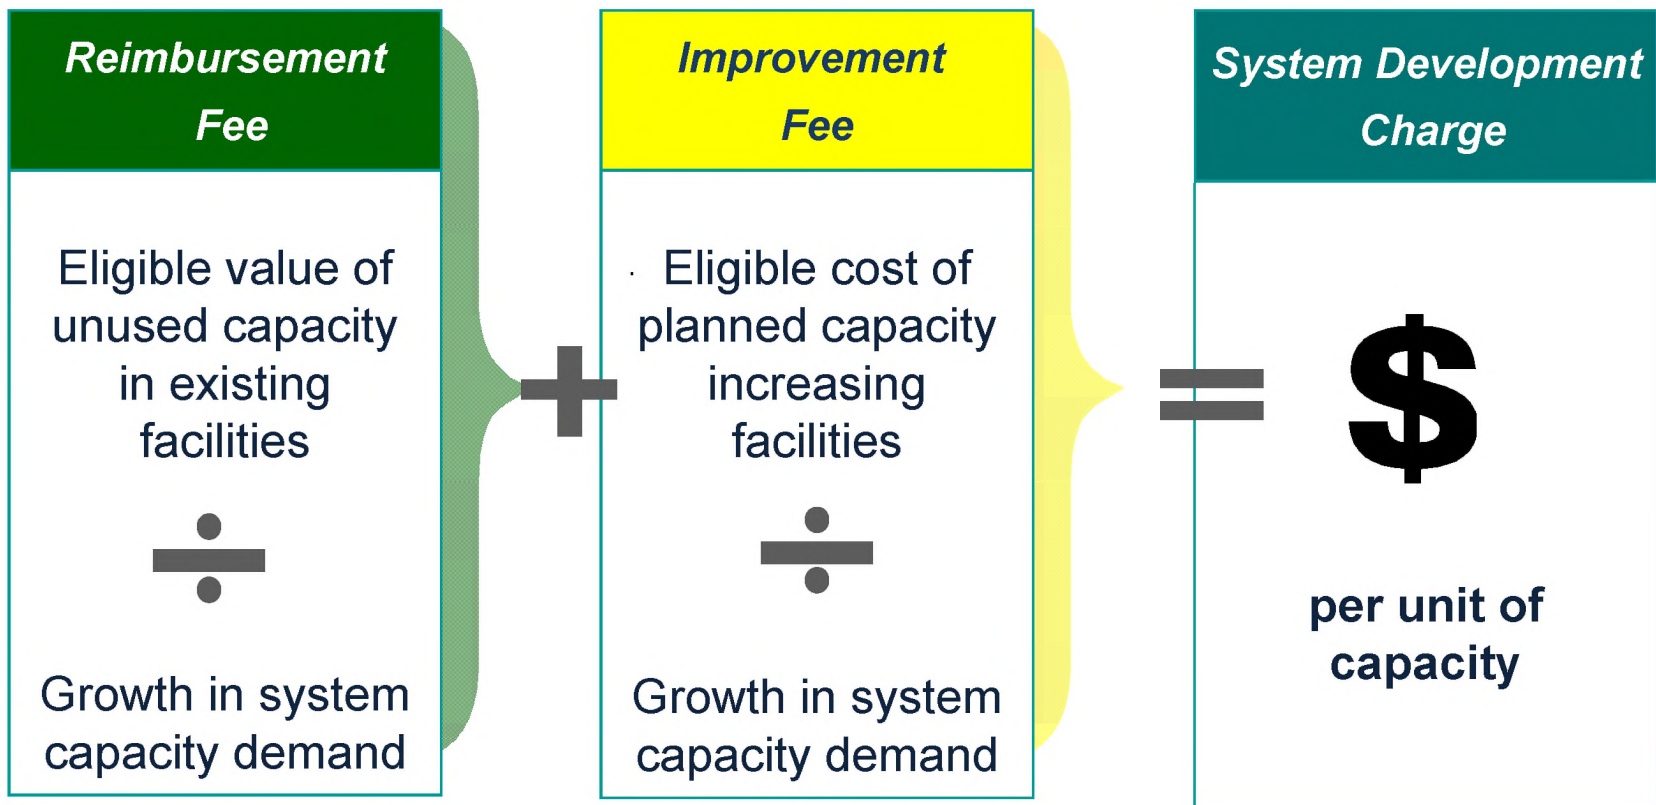 Reimbursement
Fee
Eligible value of
unused capacity
in existing
facilities
÷
Growth in system
capacity demand
+
Improvement
Fee
Eligible cost of
planned capacity
increasing
facilities
÷
Growth in system
capacity demand
=
System Development
Charge
$
per unit of
capacity